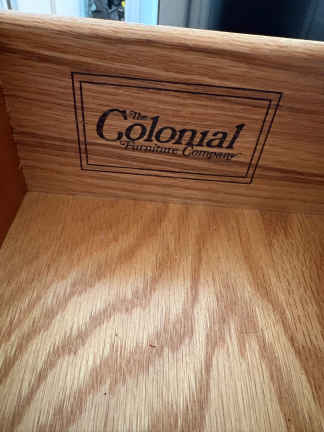 The
Colonial
Furniture Company